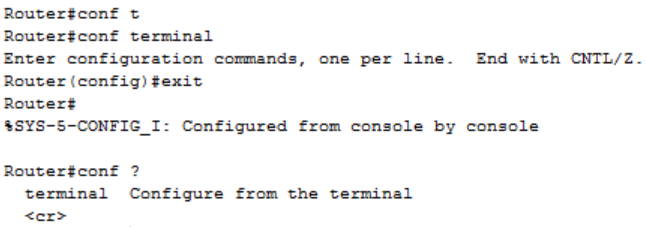 Router#conf t
Router#conf terminal
Enter configuration commands, one per line.  End with CNTL/Z.
Router(config)#exit
Router#
%SYS-5-CONFIG_I: Configured from console by console
Router#conf ?
  terminal  Configure from the terminal
  <cr>